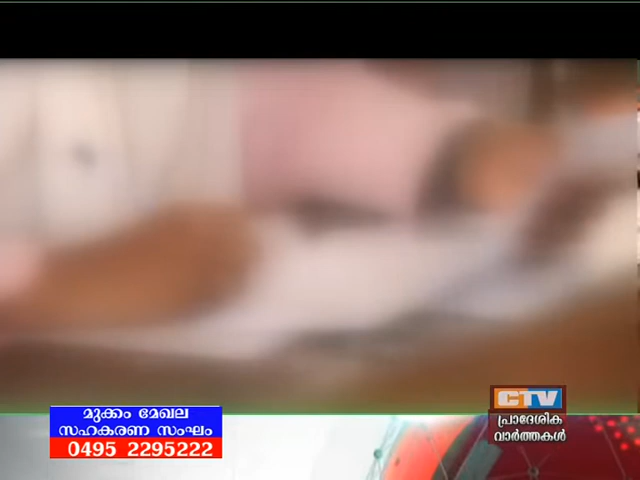 മുക്കം മേഖല
സഹകരണ സംഘം
0495 2295222
CTV
പ്രാദേശിക
വാർത്തകൾ